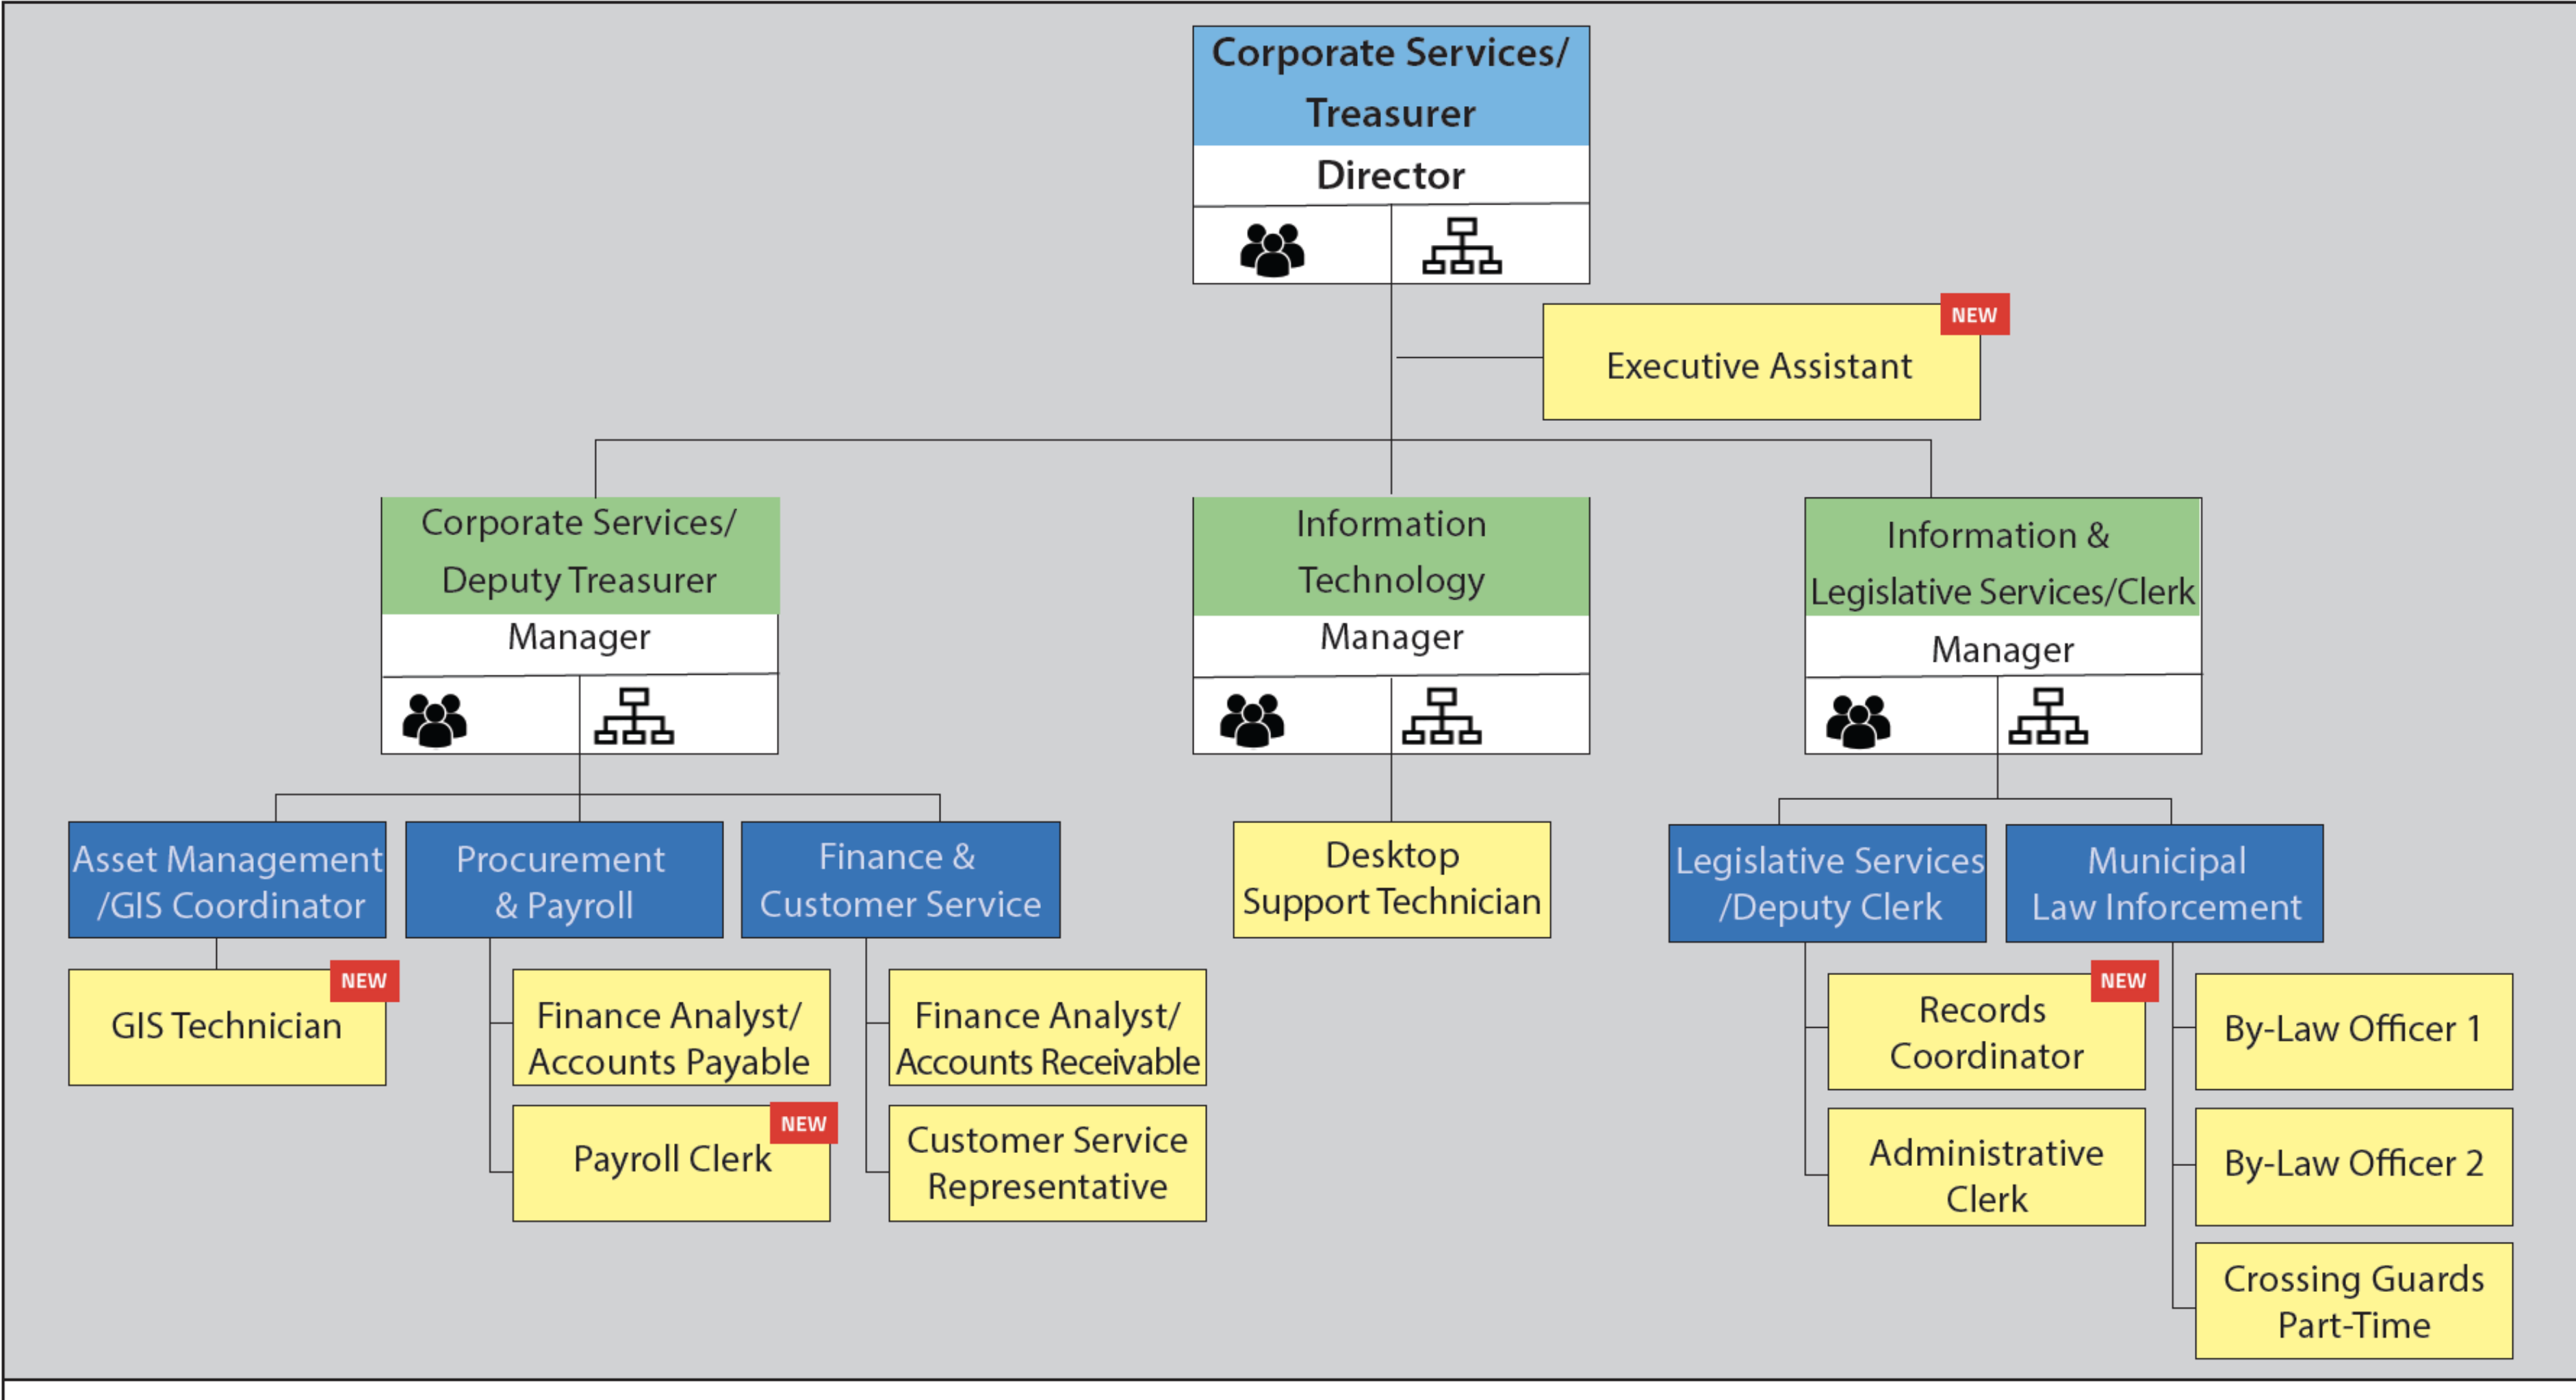 Corporate Services/
Treasurer
Director
NEW
Executive Assistant
Corporate Services/
Deputy Treasurer
Manager
Information
Technology
Manager
Information &
Legislative Services/Clerk
Manager
Asset Management
/GIS Coordinator
Procurement
& Payroll
Finance &
Customer Service
Desktop
Support Technician
Legislative Services
/Deputy Clerk
Municipal
Law Inforcement
NEW
GIS Technician
Finance Analyst/
Accounts Payable
NEW
Payroll Clerk
Finance Analyst/
Accounts Receivable
Customer Service
Representative
NEW
Records
Coordinator
Administrative
Clerk
By-Law Officer 1
By-Law Officer 2
Crossing Guards
Part-Time